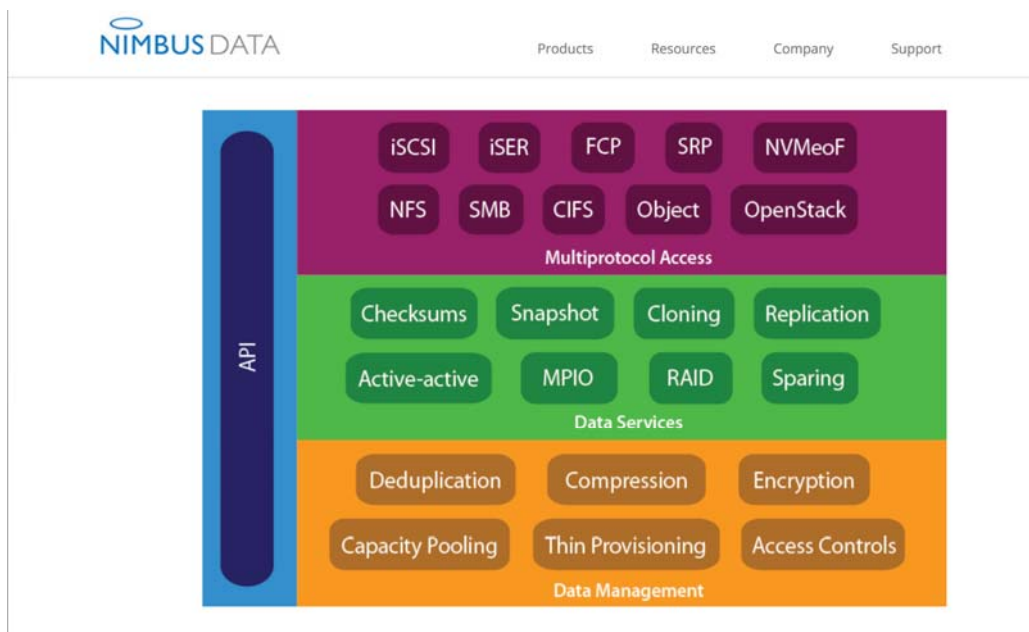 NIMBUS DATA
Products Resources Company Support
API
iSCSI iSER FCP SRP NVMeoF
NFS SMB CIFS Object OpenStack
Multiprotocol Access
Checksums Snapshot Cloning Replication
Active-active MPIO RAID Sparing
Data Services
Deduplication Compression Encryption
Capacity Pooling Thin Provisioning Access Controls
Data Management